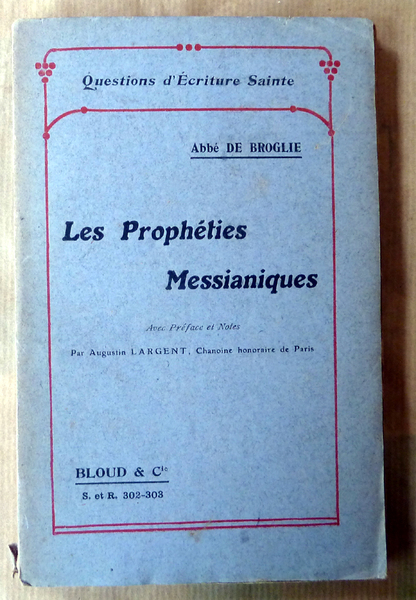 Questions d'Écriture Sainte
Abbé DE BROGLIE
Les Prophéties
Messianiques
Avec Préface et Notes
Par Augustin LARGENT, Chanoine honoraire de Paris
BLOUD & Cie
S. et R. 302-303